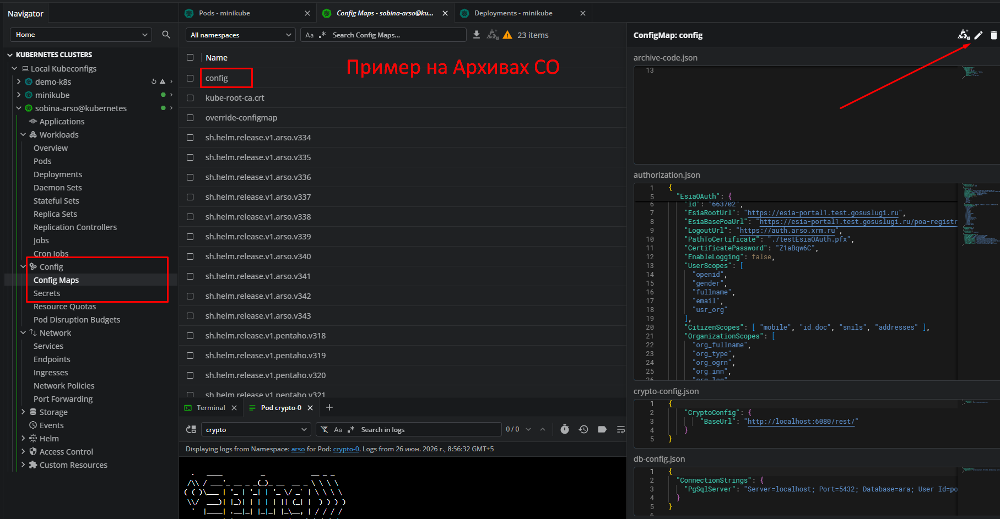 Navigator
Pods - minikube
Config Maps - sobina-arso@ku...
Deployments - minikube
Home
All namespaces
Aa .* Search Config Maps...
23 items
ConfigMap: config
KUBERNETES CLUSTERS
Local Kubeconfigs
demo-k8s
minikube
sobina-arso@kubernetes
Applications
Workloads
Overview
Pods
Deployments
Daemon Sets
Stateful Sets
Replica Sets
Replication Controllers
Jobs
Cron Jobs
Config
Config Maps
Secrets
Resource Quotas
Pod Disruption Budgets
Network
Services
Endpoints
Ingresses
Network Policies
Port Forwarding
Storage
Events
Helm
Access Control
Custom Resources
Name
Пример на Архивах СО
config
kube-root-ca.crt
override-configmap
sh.helm.release.v1.arso.v334
sh.helm.release.v1.arso.v335
sh.helm.release.v1.arso.v336
sh.helm.release.v1.arso.v337
sh.helm.release.v1.arso.v338
sh.helm.release.v1.arso.v339
sh.helm.release.v1.arso.v340
sh.helm.release.v1.arso.v341
sh.helm.release.v1.arso.v342
sh.helm.release.v1.arso.v343
sh.helm.release.v1.pentaho.v318
sh.helm.release.v1.pentaho.v319
sh.helm.release.v1.pentaho.v320
sh.helm.release.v1.pentaho.v321
Terminal
Pod crypto-0
crypto
Aa .* Search in logs
0 / 0
Displaying logs from Namespace: arso for Pod: crypto-0. Logs from 26 июн. 2026 г., 8:56:32 GMT+5
archive-code.json
13
authorization.json
1 {
5 "EsiaOAuth": {
6 "Id": "663702",
7 "EsiaRootUrl": "https://esia-portal1.test.gosuslugi.ru",
8 "EsiaBasePoaUrl": "https://esia-portal1.test.gosuslugi.ru/poa-registr
9 "LogoutUrl": "https://auth.arso.xrm.ru",
10 "PathToCertificate": "./testEsiaOAuth.pfx",
11 "CertificatePassword": "Z1aBqw6C",
12 "EnableLogging": false,
13 "UserScopes": [
14 "openid",
15 "gender",
16 "fullname",
17 "email",
18 "usr_org"
19 ],
20 "CitizenScopes": [ "mobile", "id_doc", "snils", "addresses" ],
21 "OrganizationScopes": [
22 "org_fullname",
23 "org_type",
24 "org_ogrn",
25 "org_inn",
26 "org_leg"
crypto-config.json
1 {
2 "CryptoConfig": {
3 "BaseUrl": "http://localhost:6080/rest/"
4 }
5 }
db-config.json
1 {
2 "ConnectionStrings": {
3 "PgSqlServer": "Server=localhost; Port=5432; Database=ara; User Id=po
4 }
5 }
6